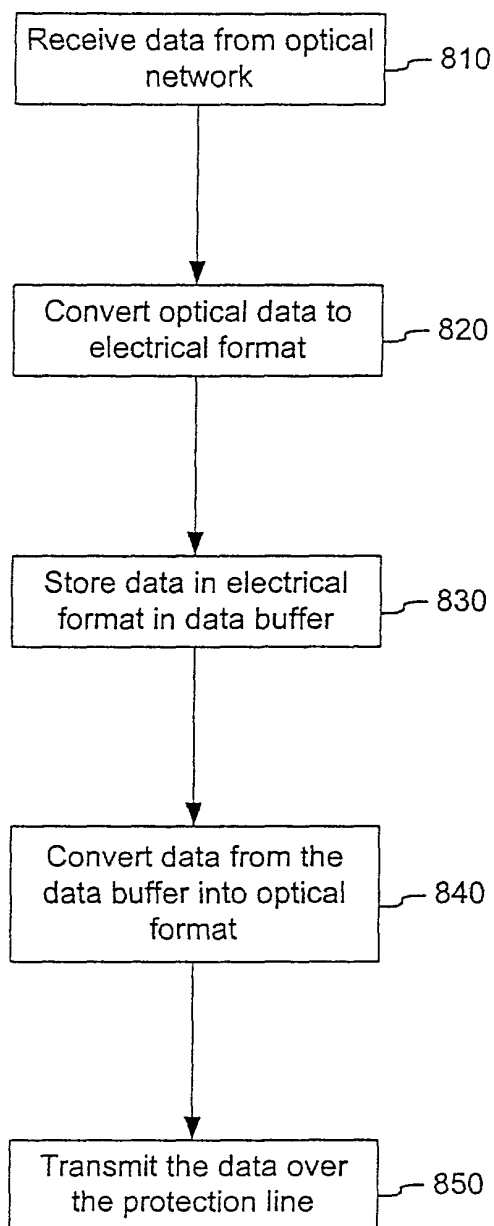 Receive data from optical
network
810
Convert optical data to
electrical format
820
Store data in electrical
format in data buffer
830
Convert data from the
data buffer into optical
format
840
Transmit the data over
the protection line
850